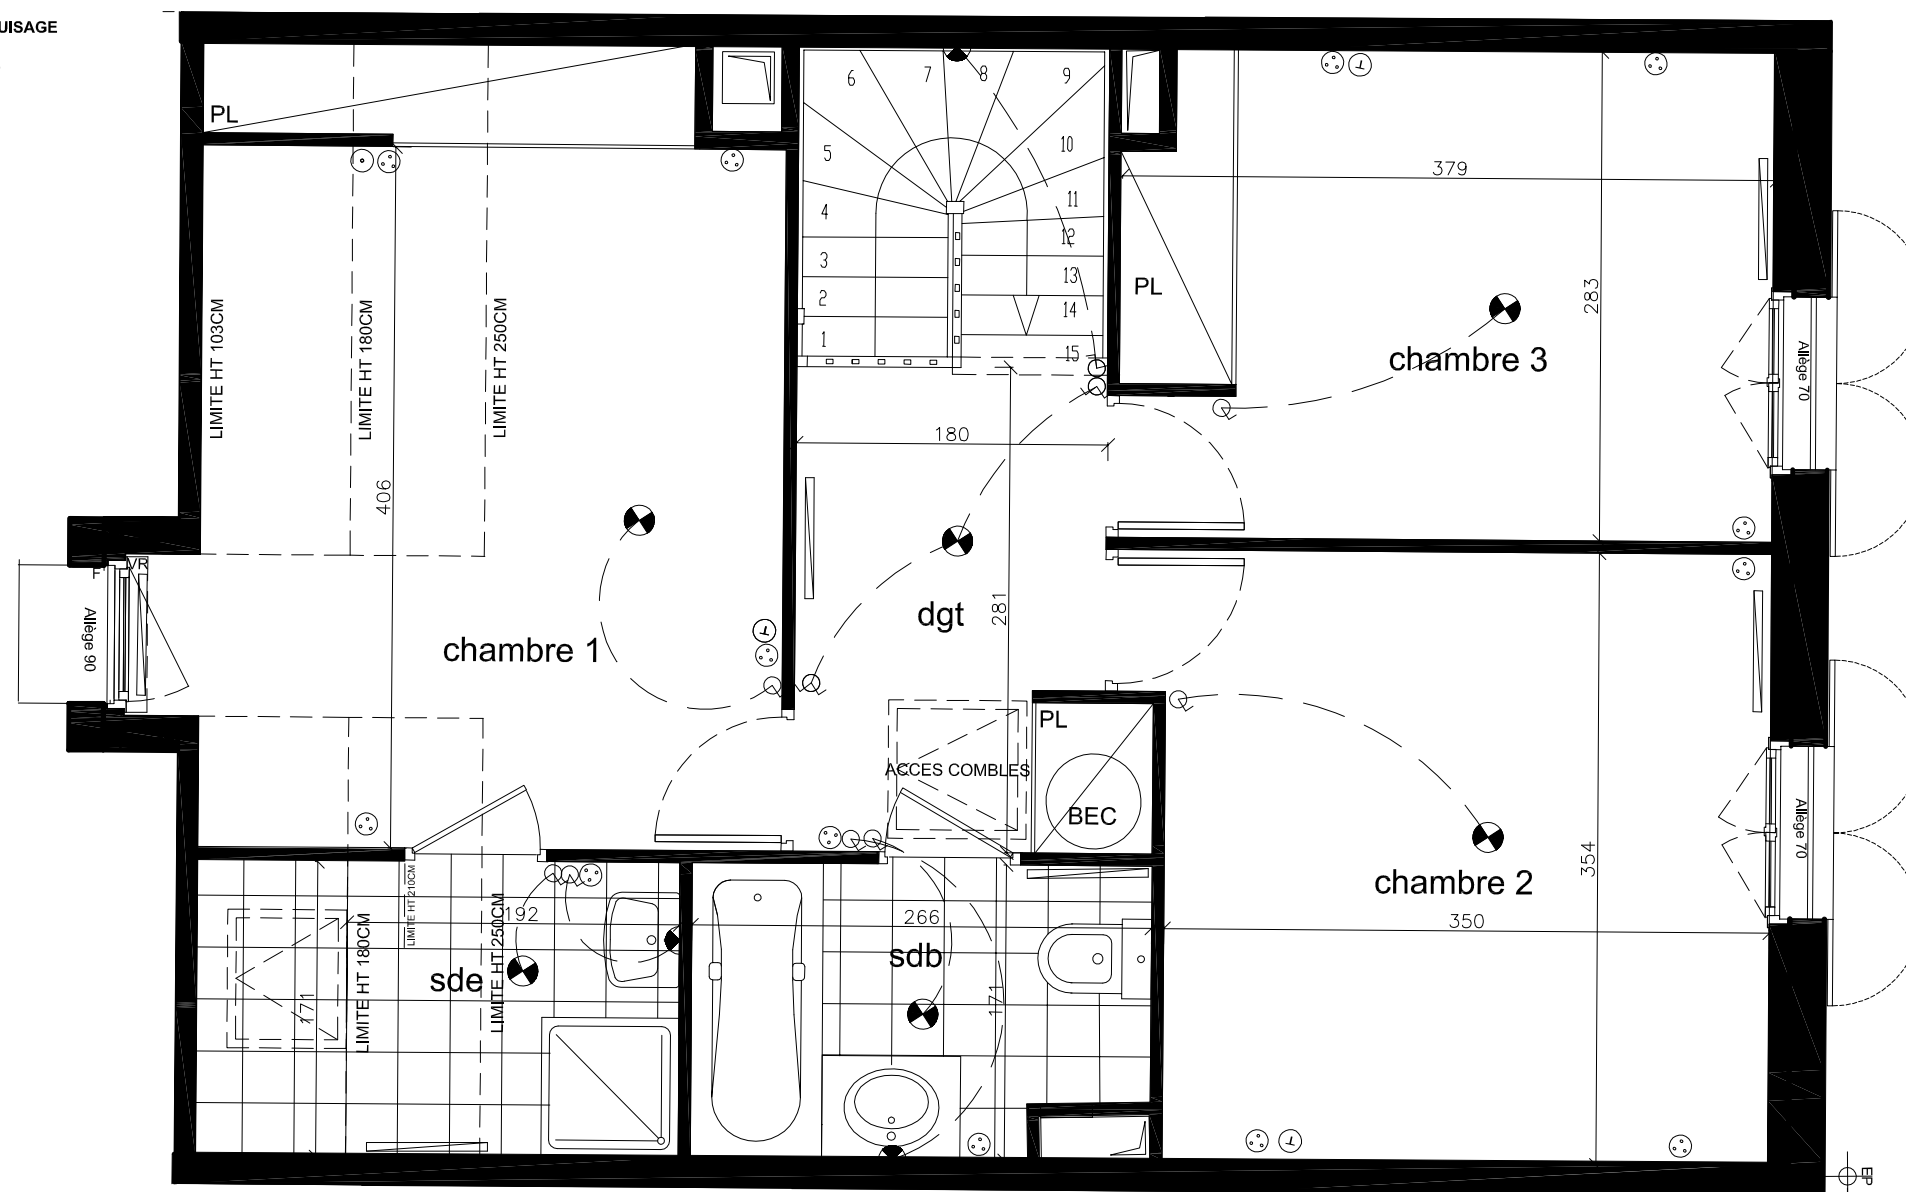 UISAGE
PL
6
7
8
9
5
10
4
11
12
3
13
2
14
1
15
PL
379
283
chambre 3
Allège 70
LIMITE HT 103CM
LIMITE HT 180CM
LIMITE HT 250CM
406
180
F
VR
Allège 90
chambre 1
T
T
dgt
281
PL
ACCES COMBLES
BEC
Allège 70
354
chambre 2
350
LIMITE HT 210CM
LIMITE HT 180CM
LIMITE HT 250CM
192
sde
171
266
sdb
171
T
EP